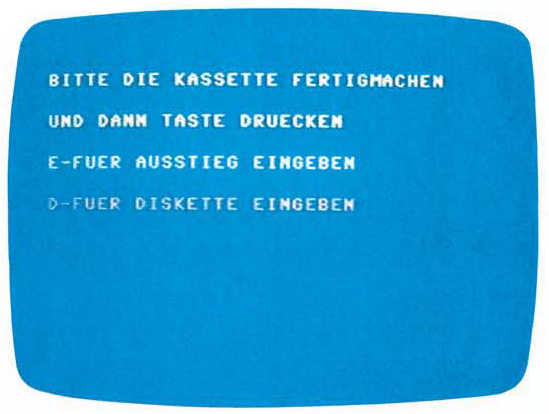 BITTE DIE KASSETTE FERTIGMACHEN
UND DANN TASTE DRUECKEN
E-FUER AUSSTIEG EINGEBEN
D-FUER DISKETTE EINGEBEN